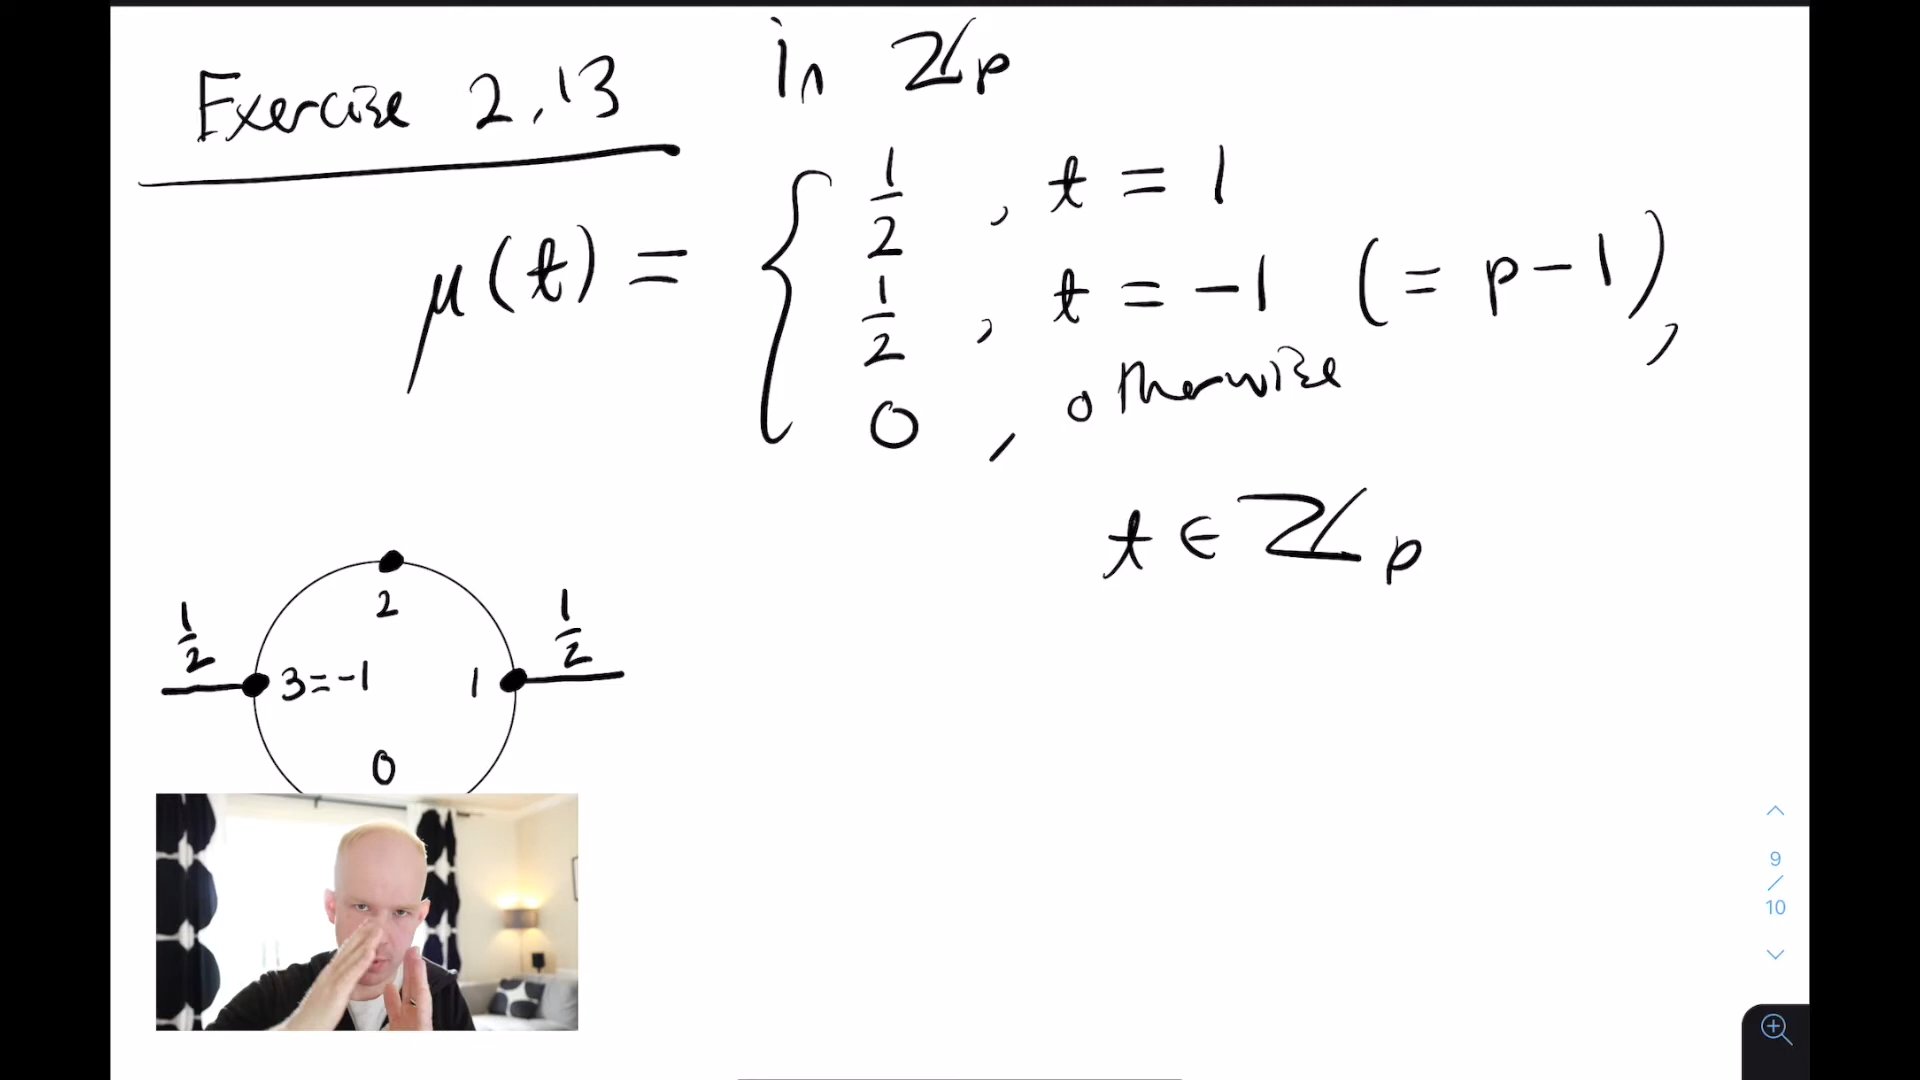 Exercise 2.13 in ℤp
μ(t) = { 1/2 , t = 1
1/2 , t = -1 (= p-1),
0 , otherwise
t ∈ ℤp
2
1/2 3=-1 1 1/2
0
9
/
10